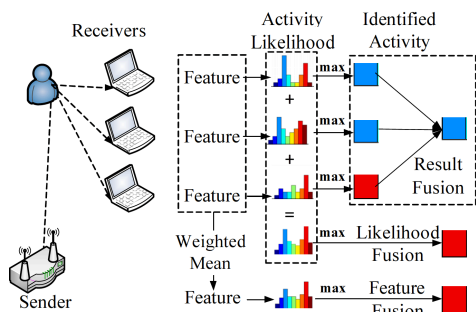 Receivers
Activity
Likelihood
Identified
Activity
Feature
max
+
Feature
max
+
Feature
max
Result
Fusion
=
Weighted
Mean
max
Likelihood
Fusion
Sender
Feature
max
Feature
Fusion